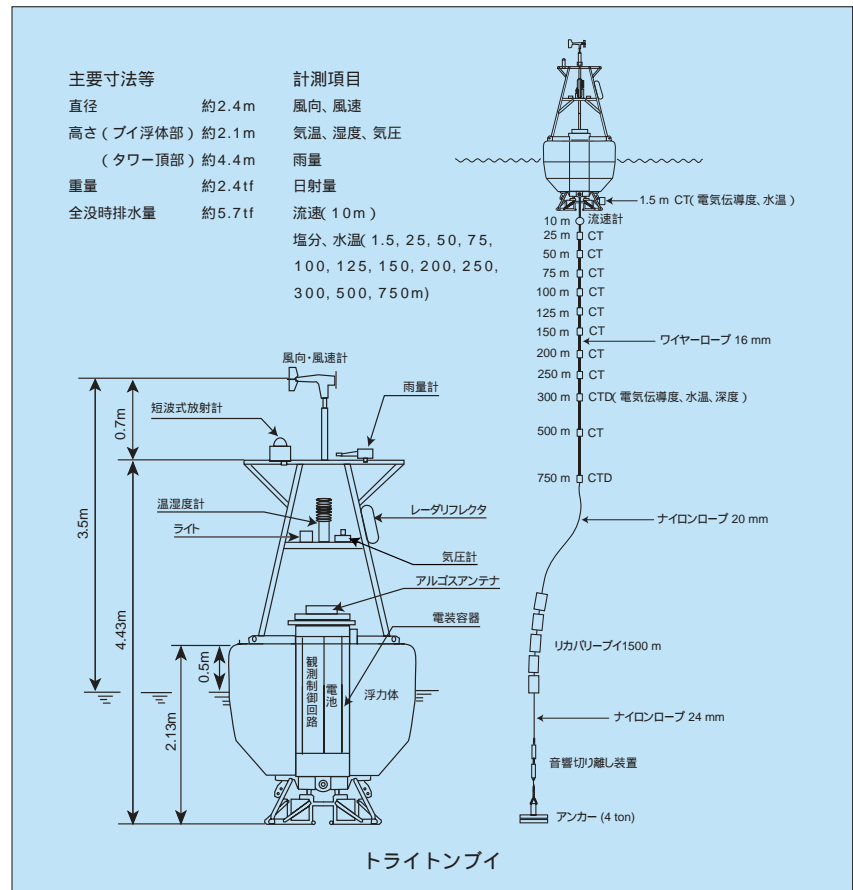 主要寸法等
直径 約2.4m
高さ(ブイ浮体部) 約2.1m
(タワー頂部) 約4.4m
重量 約2.4tf
全没時排水量 約5.7tf
計測項目
風向、風速
気温、湿度、気圧
雨量
日射量
流速(10m)
塩分、水温(1.5, 25, 50, 75,
100, 125, 150, 200, 250,
300, 500, 750m)
1.5 m CT(電気伝導度、水温)
10 m 流速計
25 m CT
50 m CT
75 m CT
100 m CT
125 m CT
150 m CT
ワイヤーロープ 16 mm
200 m CT
250 m CT
300 m CTD(電気伝導度、水温、深度)
500 m CT
750 m CTD
ナイロンロープ 20 mm
リカバリーブイ1500 m
ナイロンロープ 24 mm
音響切り離し装置
アンカー (4 ton)
風向・風速計
雨量計
短波式放射計
0.7m
3.5m
温湿度計
レーダリフレクタ
ライト
気圧計
アルゴスアンテナ
電装容器
4.43m
0.5m
2.13m
観測制御回路
電池
浮力体
トライトンブイ